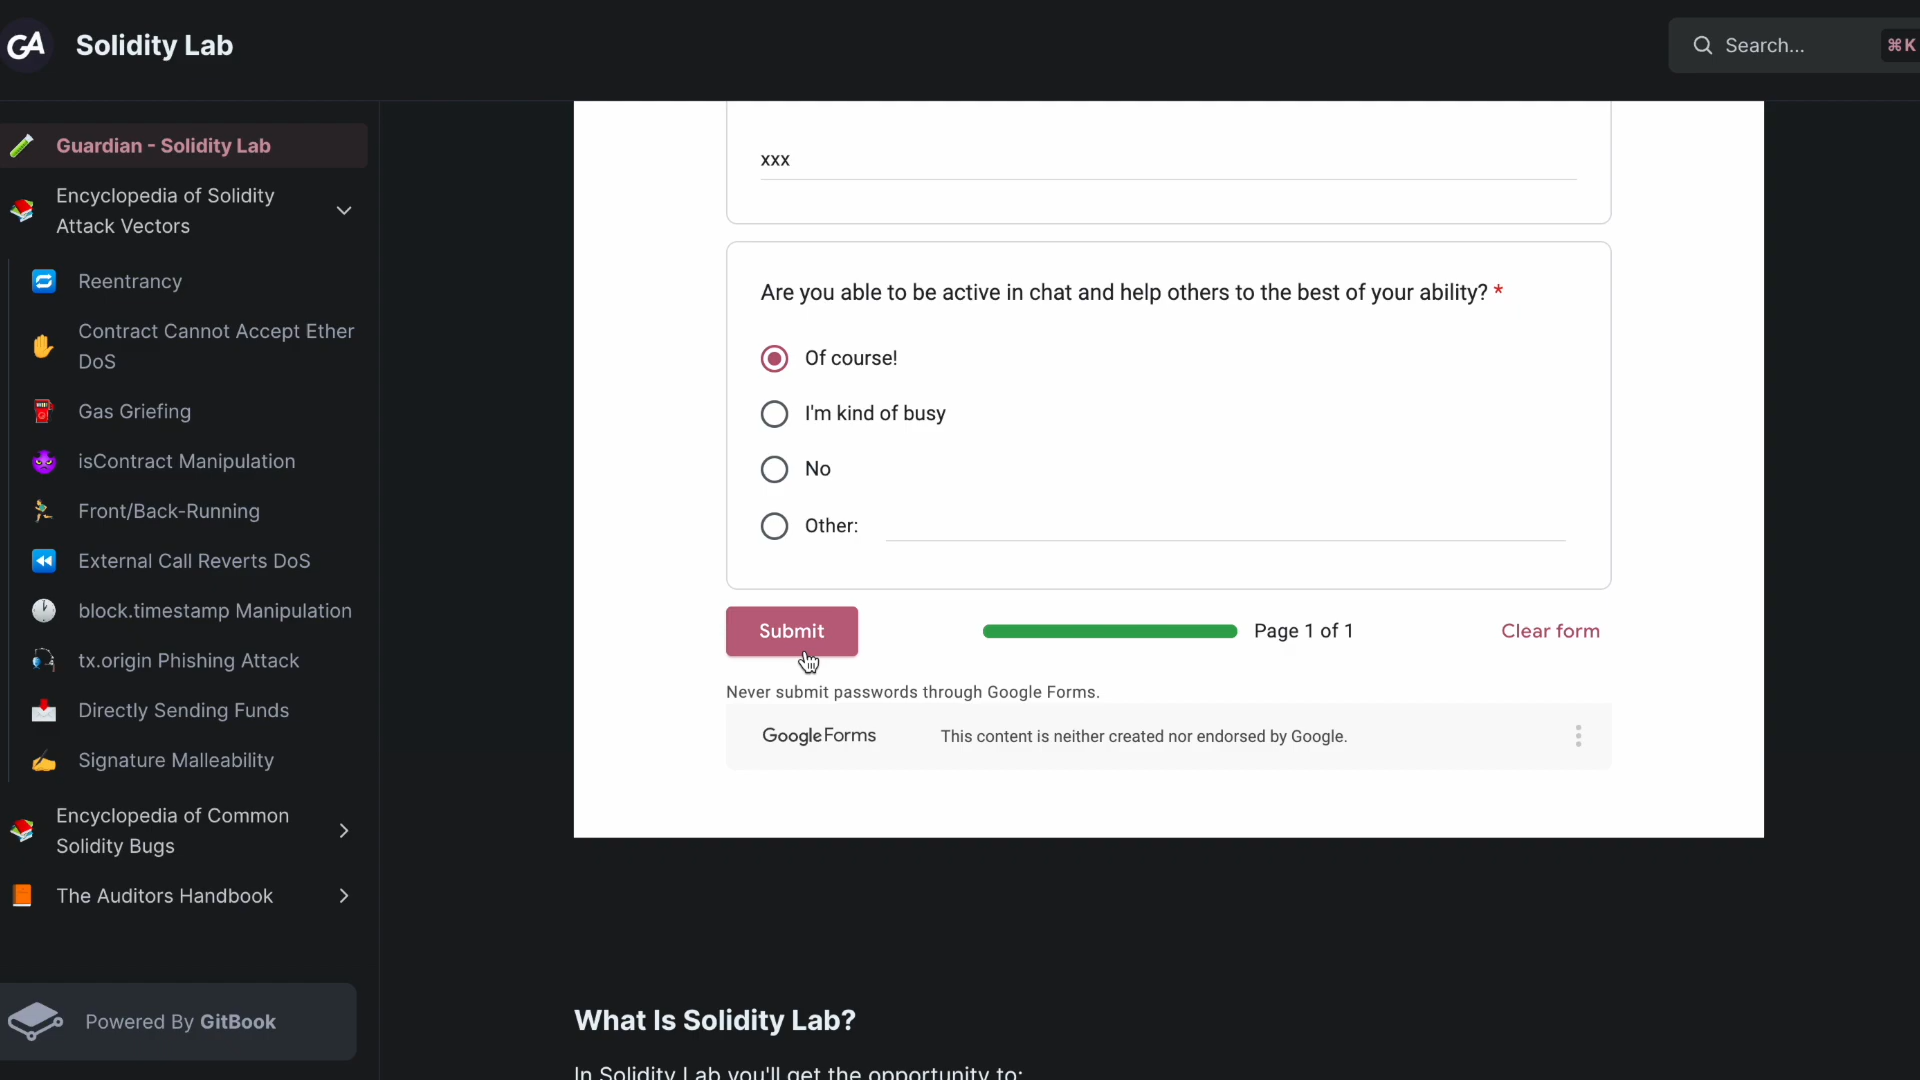 GA
Solidity Lab
Search...
⌘K
Guardian - Solidity Lab
Encyclopedia of Solidity
Attack Vectors
Reentrancy
Contract Cannot Accept Ether
DoS
Gas Griefing
isContract Manipulation
Front/Back-Running
External Call Reverts DoS
block.timestamp Manipulation
tx.origin Phishing Attack
Directly Sending Funds
Signature Malleability
Encyclopedia of Common
Solidity Bugs
The Auditors Handbook
Powered By GitBook
xxx
Are you able to be active in chat and help others to the best of your ability? *
Of course!
I'm kind of busy
No
Other:
Submit
Page 1 of 1
Clear form
Never submit passwords through Google Forms.
Google Forms
This content is neither created nor endorsed by Google.
What Is Solidity Lab?
In Solidity Lab you'll get the opportunity to: